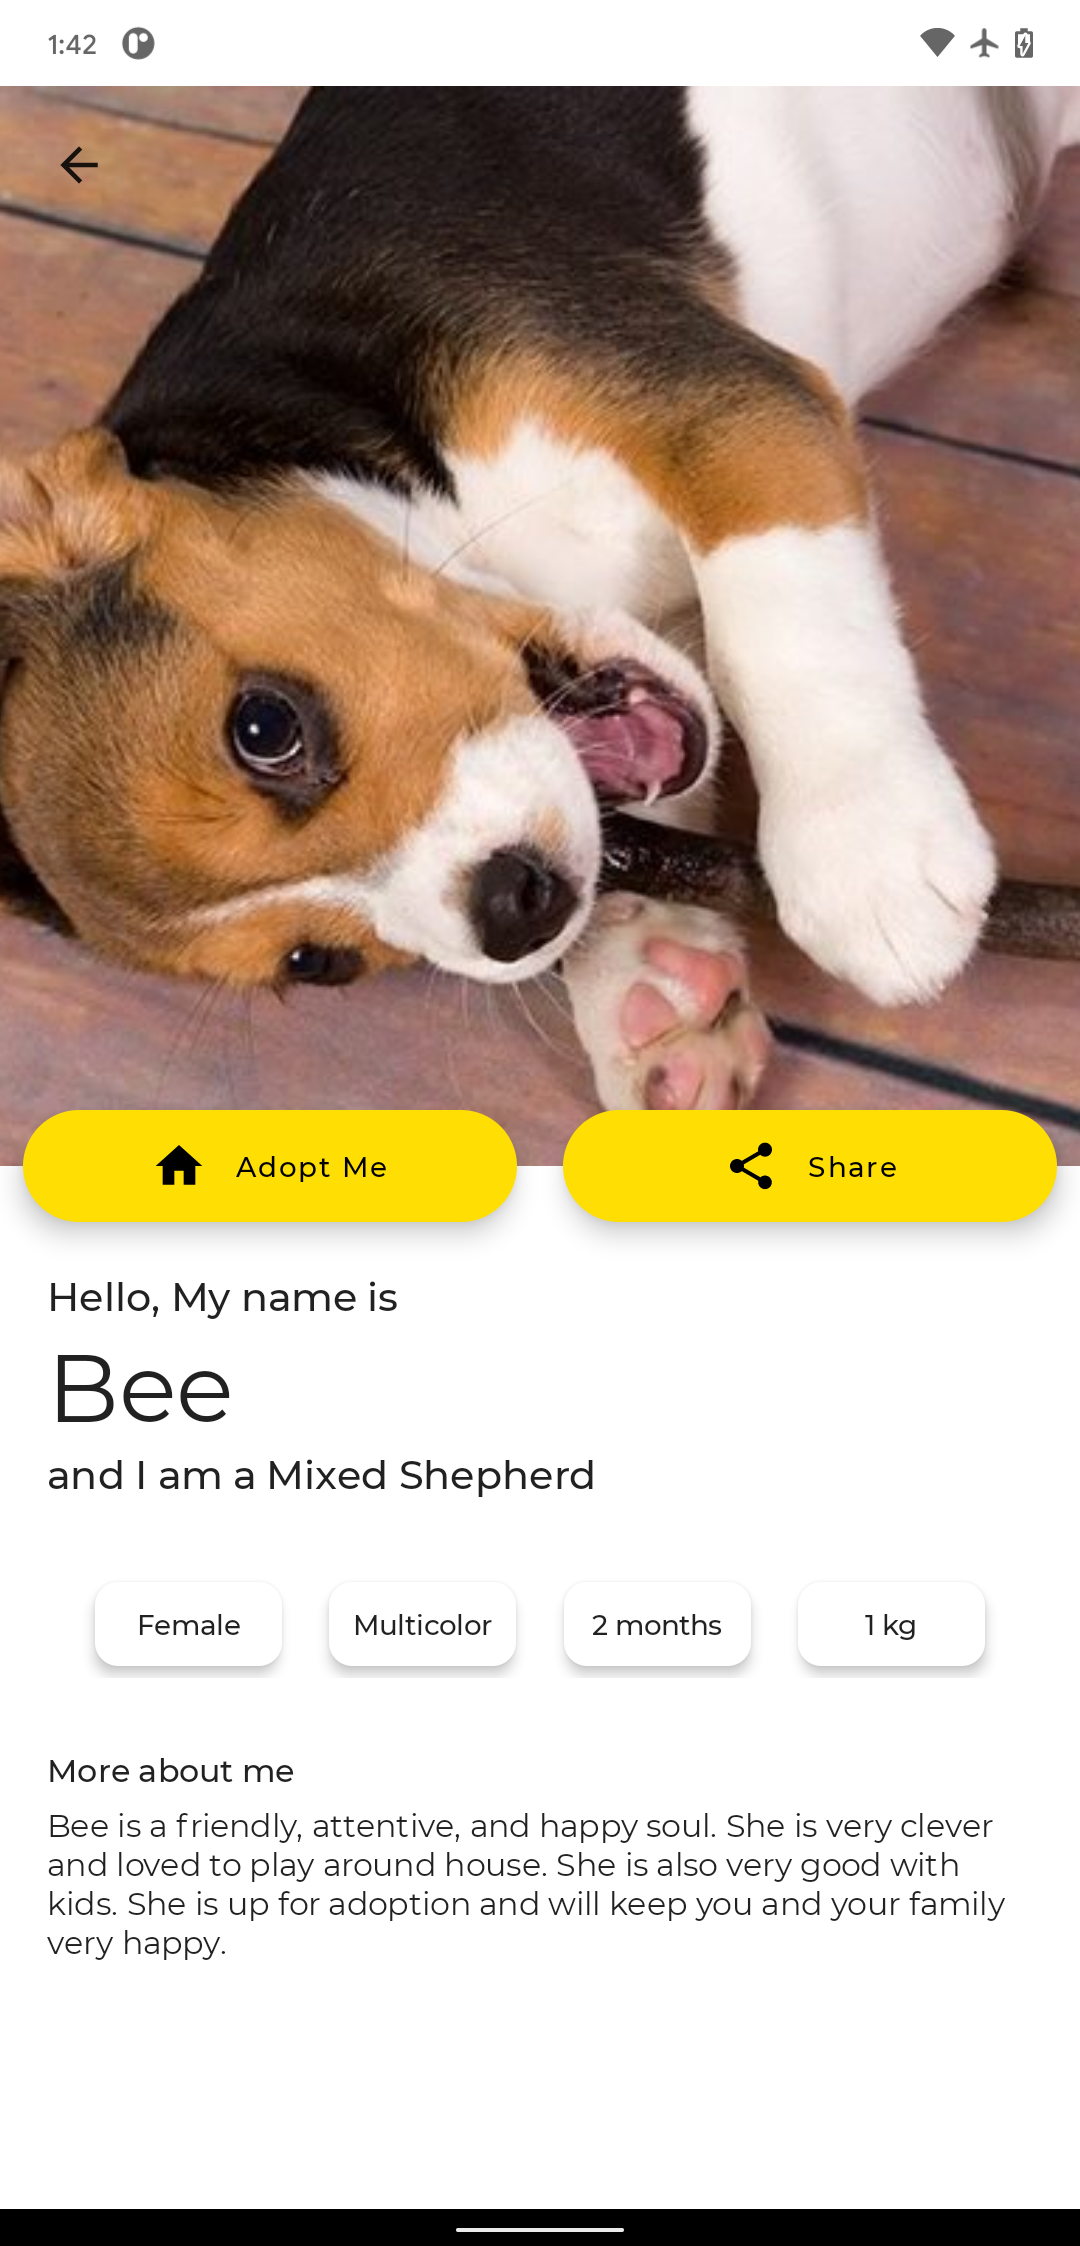 1:42
Adopt Me
Share
Hello, My name is
Bee
and I am a Mixed Shepherd
Female
Multicolor
2 months
1 kg
More about me
Bee is a friendly, attentive, and happy soul. She is very clever
and loved to play around house. She is also very good with
kids. She is up for adoption and will keep you and your family
very happy.